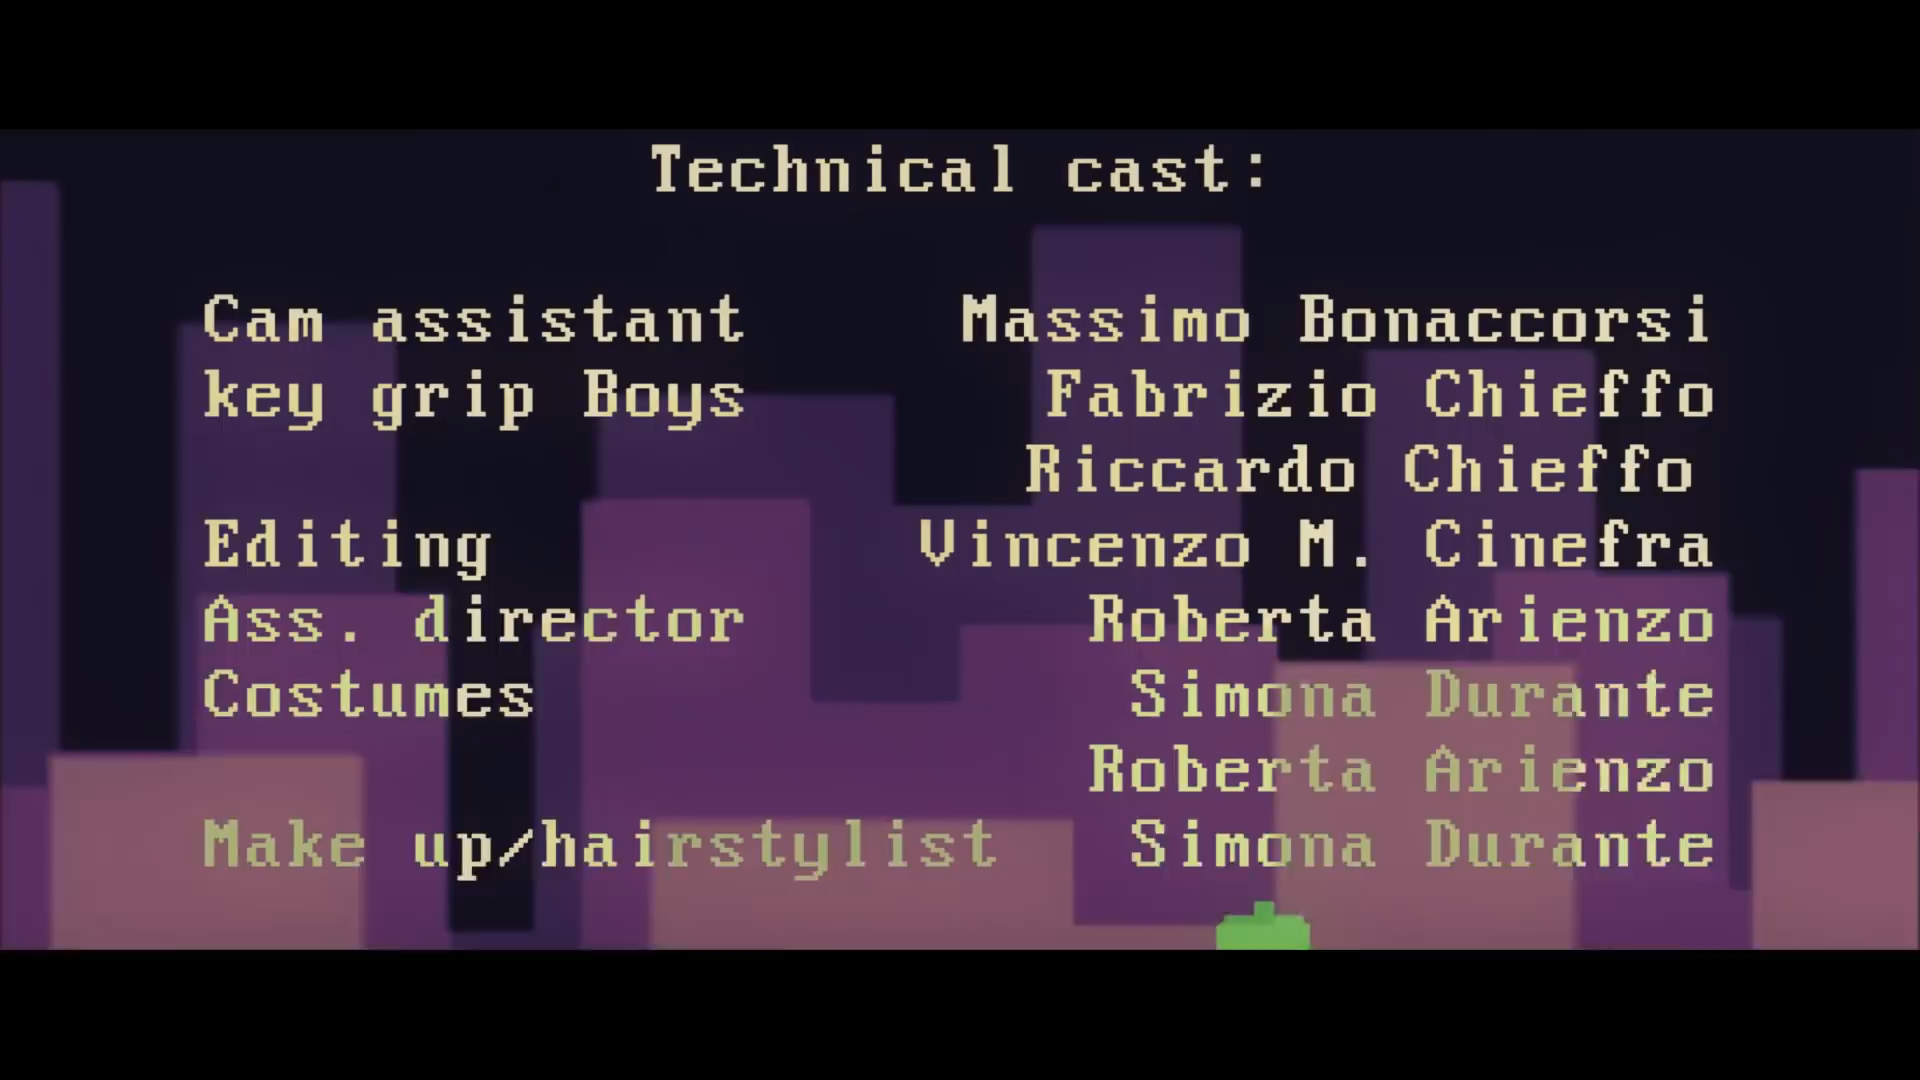 Technical cast:
Cam assistant Massimo Bonaccorsi
key grip Boys Fabrizio Chieffo
Riccardo Chieffo
Editing Vincenzo M. Cinefra
Ass. director Roberta Arienzo
Costumes Simona Durante
Roberta Arienzo
Make up/hairstylist Simona Durante